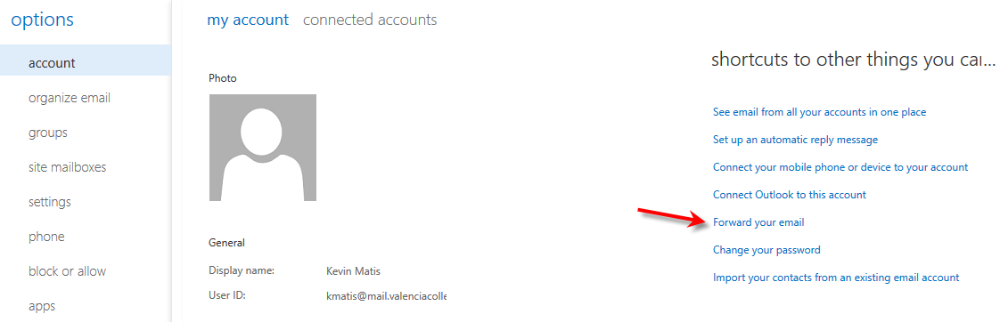 options
account
organize email
groups
site mailboxes
settings
phone
block or allow
apps
my account connected accounts
Photo
General
Display name: Kevin Matis
User ID: kmatis@mail.valenciacolle
shortcuts to other things you car...
See email from all your accounts in one place
Set up an automatic reply message
Connect your mobile phone or device to your account
Connect Outlook to this account
Forward your email
Change your password
Import your contacts from an existing email account